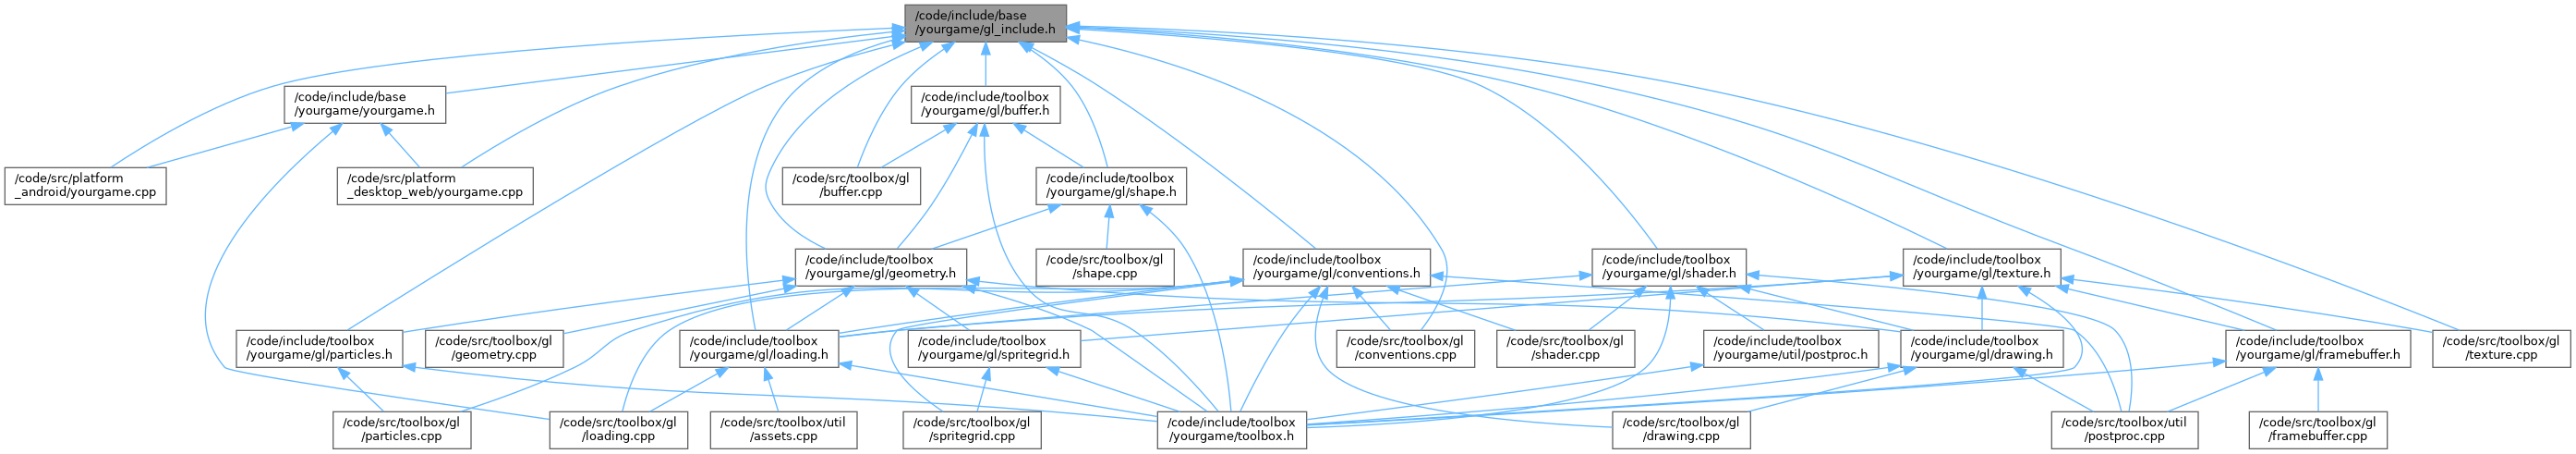 /code/include/base
/yourgame/gl_include.h
/code/include/base
/yourgame/yourgame.h
/code/include/toolbox
/yourgame/gl/buffer.h
/code/src/platform
_android/yourgame.cpp
/code/src/platform
_desktop_web/yourgame.cpp
/code/src/toolbox/gl
/buffer.cpp
/code/include/toolbox
/yourgame/gl/shape.h
/code/include/toolbox
/yourgame/gl/geometry.h
/code/src/toolbox/gl
/shape.cpp
/code/include/toolbox
/yourgame/gl/conventions.h
/code/include/toolbox
/yourgame/gl/shader.h
/code/include/toolbox
/yourgame/gl/texture.h
/code/include/toolbox
/yourgame/gl/particles.h
/code/src/toolbox/gl
/geometry.cpp
/code/include/toolbox
/yourgame/gl/loading.h
/code/include/toolbox
/yourgame/gl/spritegrid.h
/code/src/toolbox/gl
/conventions.cpp
/code/src/toolbox/gl
/shader.cpp
/code/include/toolbox
/yourgame/util/postproc.h
/code/include/toolbox
/yourgame/gl/drawing.h
/code/include/toolbox
/yourgame/gl/framebuffer.h
/code/src/toolbox/gl
/texture.cpp
/code/src/toolbox/gl
/particles.cpp
/code/src/toolbox/gl
/loading.cpp
/code/src/toolbox/util
/assets.cpp
/code/src/toolbox/gl
/spritegrid.cpp
/code/include/toolbox
/yourgame/toolbox.h
/code/src/toolbox/gl
/drawing.cpp
/code/src/toolbox/util
/postproc.cpp
/code/src/toolbox/gl
/framebuffer.cpp